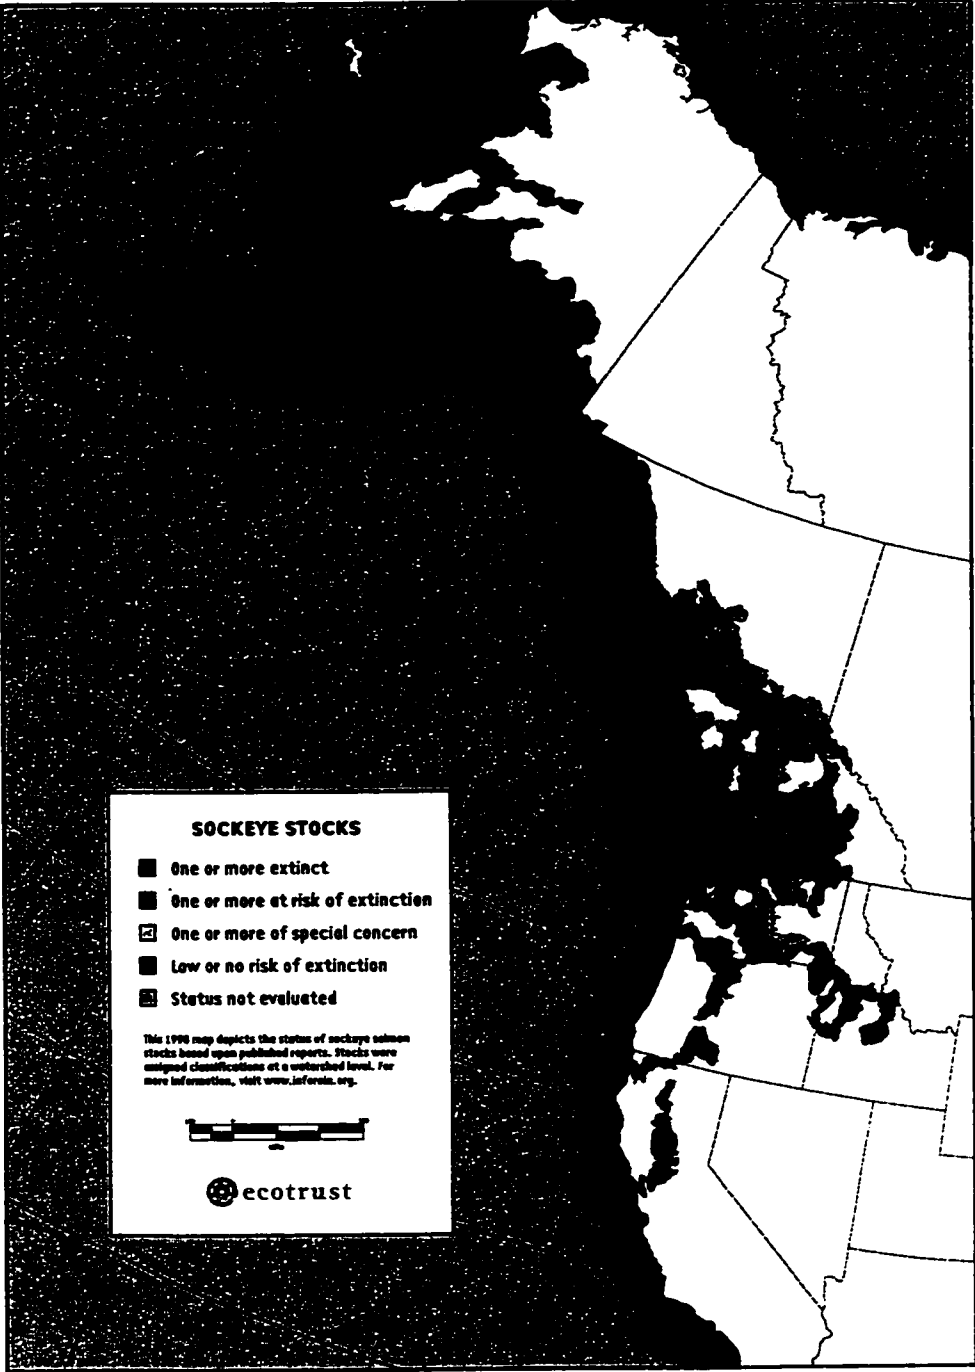 SOCKEYE STOCKS
One or more extinct
One or more at risk of extinction
One or more of special concern
Low or no risk of extinction
Status not evaluated
This 1998 map depicts the status of sockeye salmon
stocks based upon published reports. Stocks were
assigned classifications at a watershed level. For
more information, visit www.inforain.org.
ecotrust